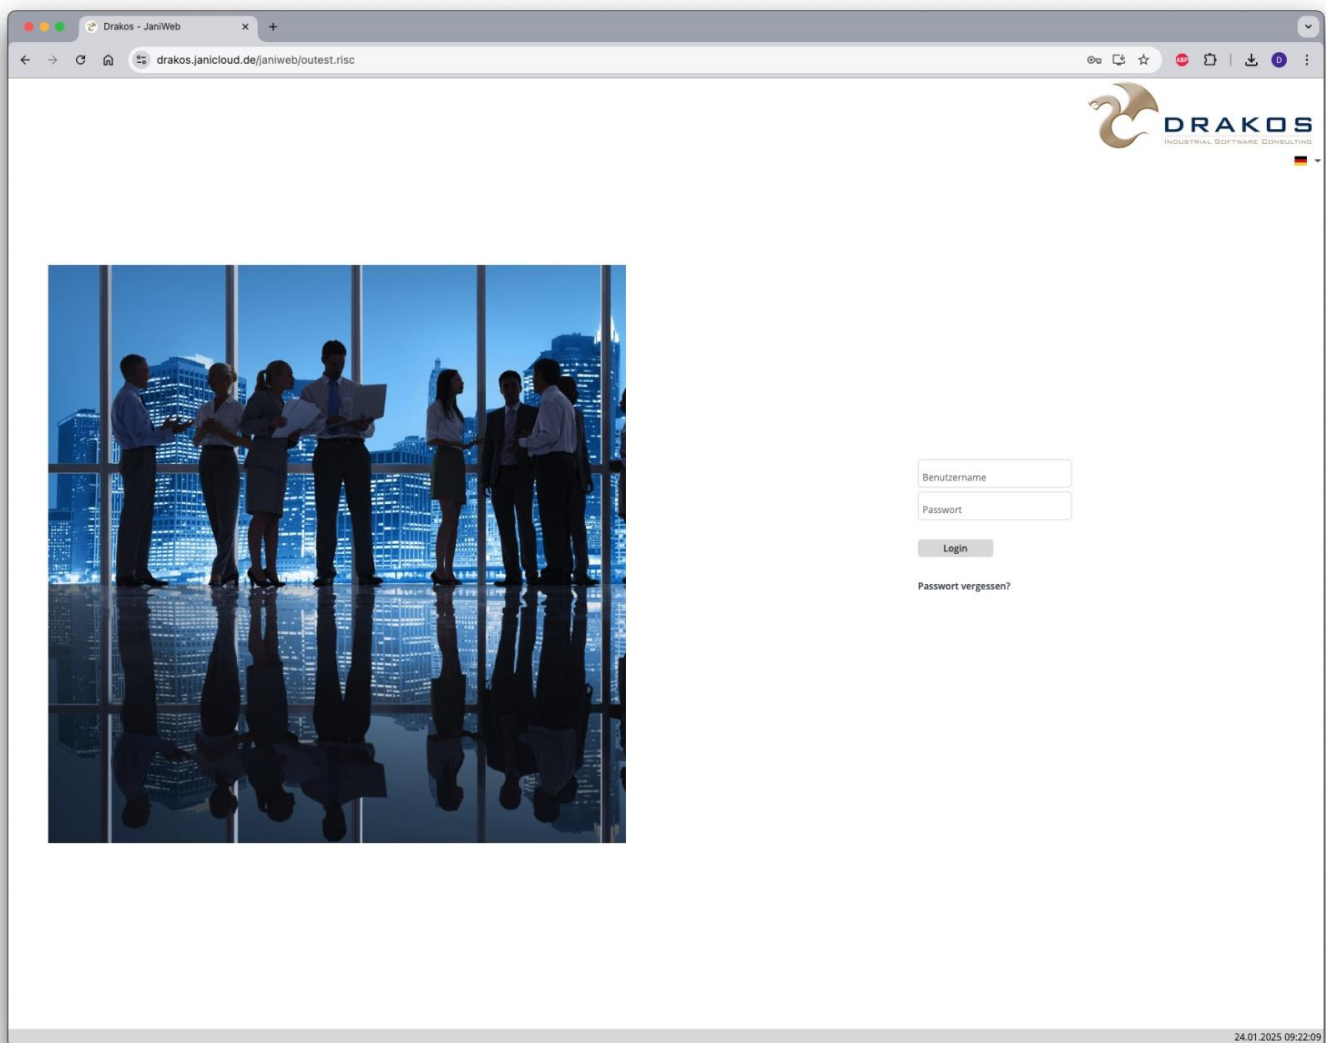 Drakos - JaniWeb
drakos.janicloud.de/janiweb/outest.risc
ABP
D
DRAKOS
INDUSTRIAL SOFTWARE CONSULTING
Benutzername
Passwort
Login
Passwort vergessen?
24.01.2025 09:22:09